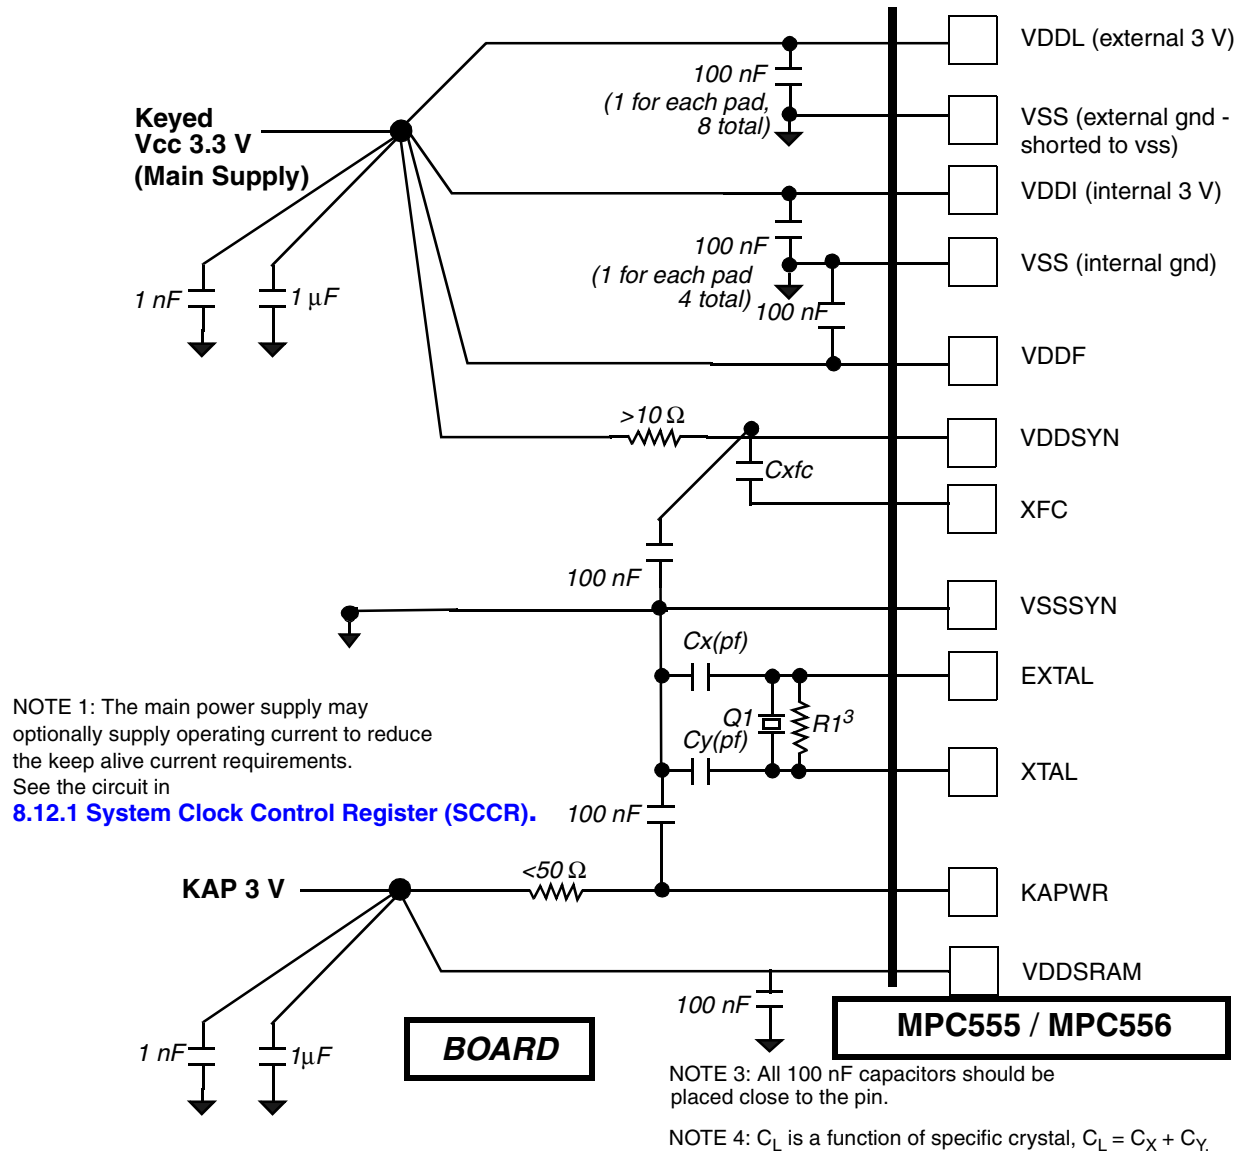 VDDL (external 3 V)
100 nF
(1 for each pad,
8 total)
Keyed
Vcc 3.3 V
(Main Supply)
VSS (external gnd -
shorted to vss)
VDDI (internal 3 V)
100 nF
(1 for each pad
4 total)
VSS (internal gnd)
1 nF
1 μF
100 nF
VDDF
>10 Ω
VDDSYN
Cxfc
XFC
100 nF
VSSSYN
Cx(pf)
EXTAL
NOTE 1: The main power supply may
optionally supply operating current to reduce
the keep alive current requirements.
See the circuit in
8.12.1 System Clock Control Register (SCCR).
Q1
R1³
Cy(pf)
XTAL
100 nF
<50 Ω
KAP 3 V
KAPWR
VDDSRAM
100 nF
1 nF
1μF
BOARD
MPC555 / MPC556
NOTE 3: All 100 nF capacitors should be
placed close to the pin.
NOTE 4: CL is a function of specific crystal, CL = CX + CY.